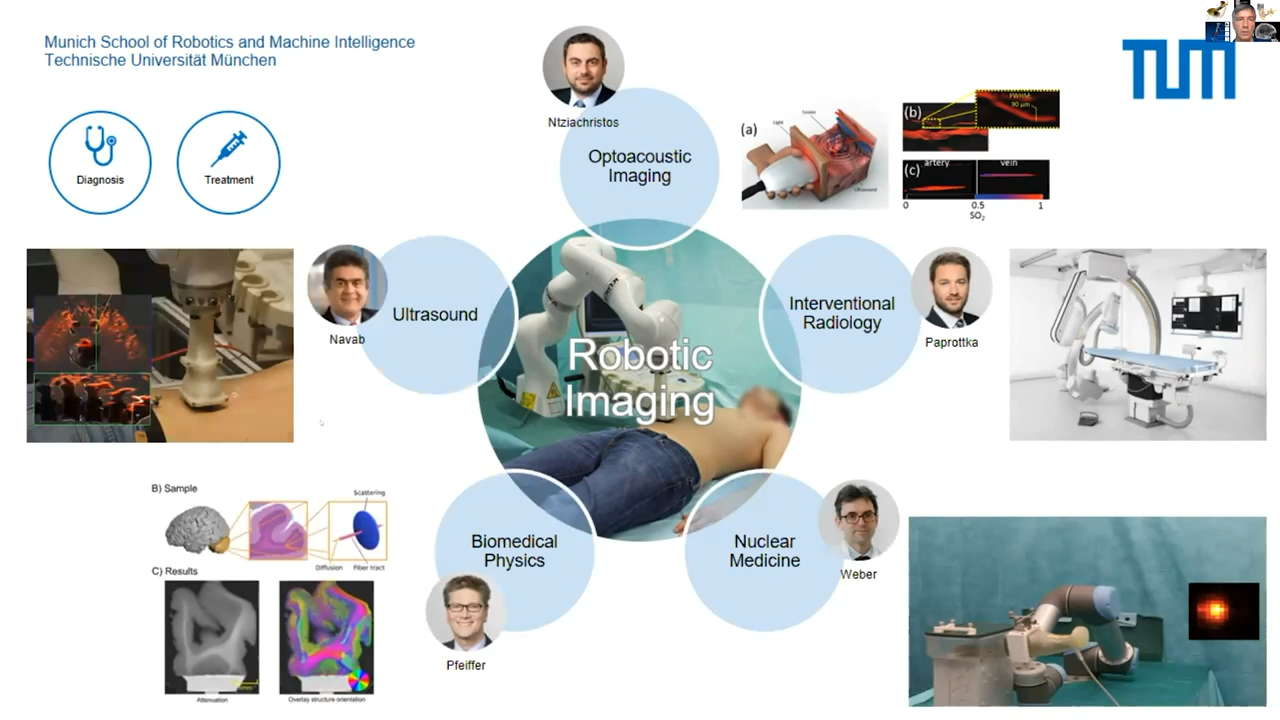 Munich School of Robotics and Machine Intelligence
Technische Universität München
TUM
Diagnosis
Treatment
Ntziachristos
Optoacoustic
Imaging
(a)
Light
Ultrasound
(b)
FWHM:
90 µm
(c)
artery
vein
0
0.5
1
SO2
Navab
Ultrasound
Interventional
Radiology
Paprottka
Robotic
Imaging
B) Sample
Scattering
Diffusion
Fiber tract
C) Results
Attenuation
Overlay structure orientation
Biomedical
Physics
Pfeiffer
Nuclear
Medicine
Weber